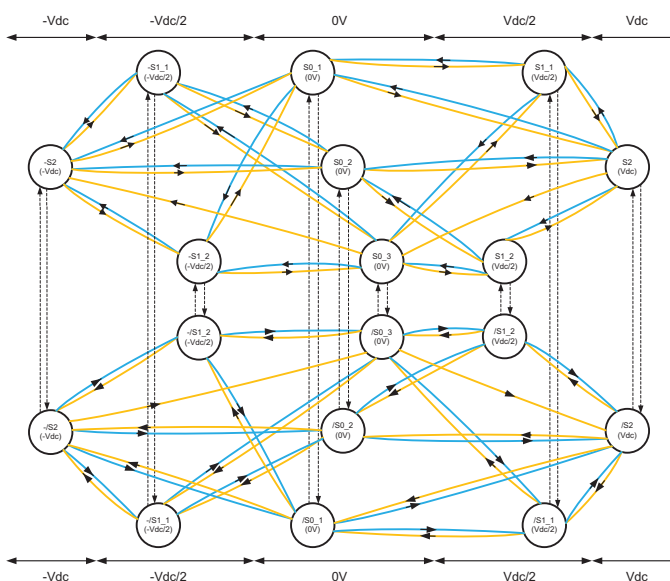 -Vdc -Vdc/2 0V Vdc/2 Vdc
-S1_1
(-Vdc/2)
S0_1
(0V)
S1_1
(Vdc/2)
-S2
(-Vdc)
S0_2
(0V)
S2
(Vdc)
-S1_2
(-Vdc/2)
S0_3
(0V)
S1_2
(Vdc/2)
-/S1_2
(-Vdc/2)
/S0_3
(0V)
/S1_2
(Vdc/2)
-/S2
(-Vdc)
/S0_2
(0V)
/S2
(Vdc)
-/S1_1
(-Vdc/2)
/S0_1
(0V)
/S1_1
(Vdc/2)
-Vdc -Vdc/2 0V Vdc/2 Vdc